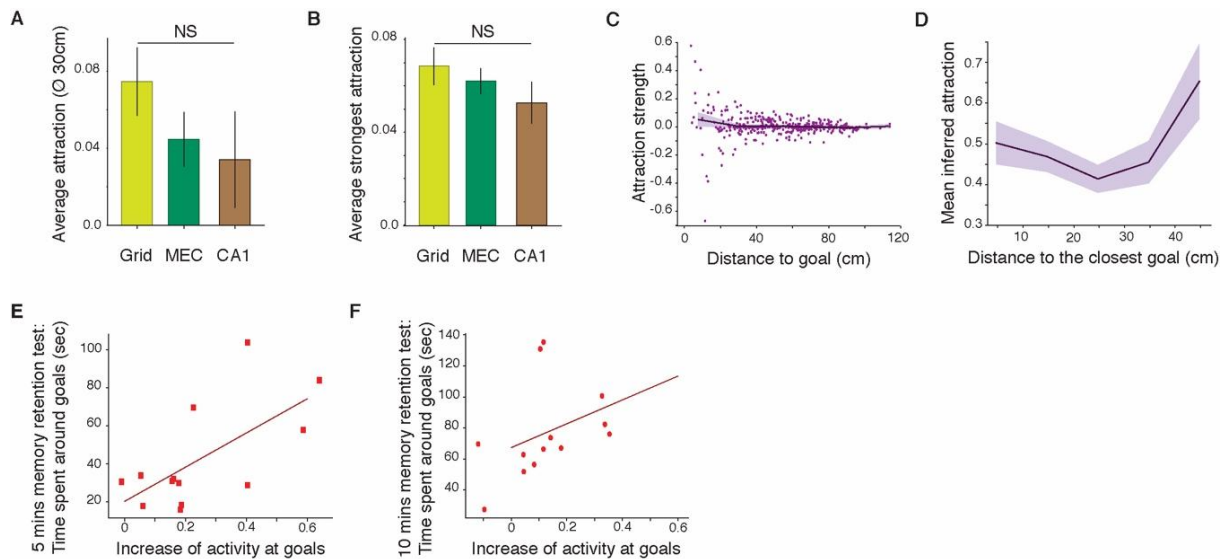 A
NS
Average attraction (Ø 30cm)
0.08
0.04
0.0
Grid MEC CA1
B
NS
Average strongest attraction
0.08
0.04
0.0
Grid MEC CA1
C
Attraction strength
0.6
0.4
0.2
0.0
-0.2
-0.4
-0.6
0 20 40 60 80 100 120
Distance to goal (cm)
D
Mean inferred attraction
0.7
0.6
0.5
0.4
0.3
10 20 30 40
Distance to the closest goal (cm)
E
5 mins memory retention test:
Time spent around goals (sec)
100
80
60
40
20
0 0.2 0.4 0.6
Increase of activity at goals
F
10 mins memory retention test:
Time spent around goals (sec)
140
120
100
80
60
40
0 0.2 0.4 0.6
Increase of activity at goals